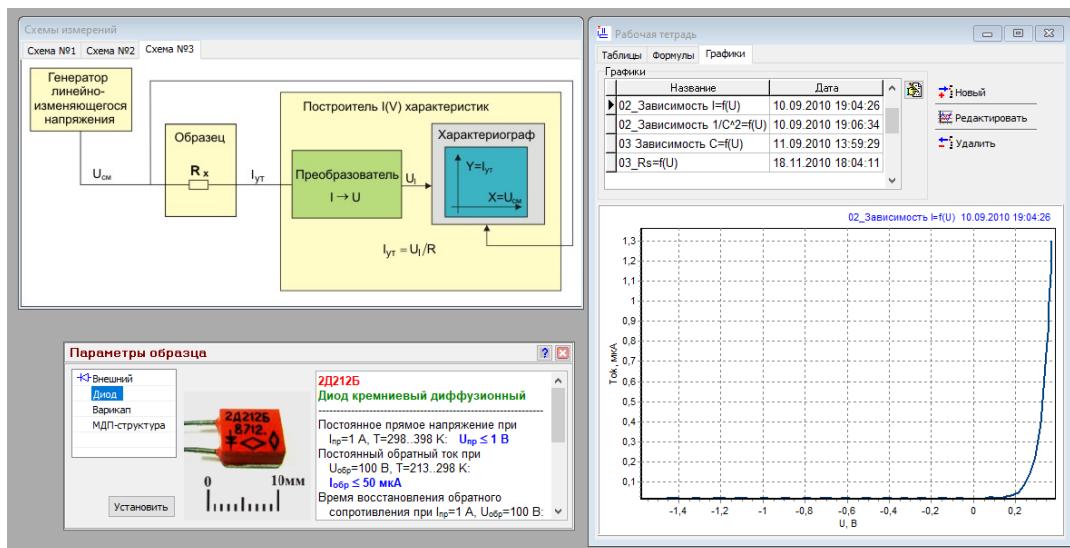 Схемы измерений
Схема №1 Схема №2 Схема №3
Генератор
линейно-
изменяющегося
напряжения
Uсм
Образец
Rx
Iут
Построитель I(V) характеристик
Преобразователь
I → U
UI
Характериограф
Y=Iут
X=Uсм
Iут = UI/R
Параметры образца
Внешний
Диод
Варикап
МДП-структура
Установить
2Д212Б
8712.
0 10мм
2Д212Б
Диод кремниевый диффузионный
Постоянное прямое напряжение при
Iпр=1 А, T=298..398 К: Uпр ≤ 1 В
Постоянный обратный ток при
Uобр=100 В, T=213..298 К:
Iобр ≤ 50 мкА
Время восстановления обратного
сопротивления при Iпр=1 А, Uобр=100 В:
Рабочая тетрадь
Таблицы Формулы Графики
Графики
Название Дата
02_Зависимость I=f(U) 10.09.2010 19:04:26
02_Зависимость 1/C^2=f(U) 10.09.2010 19:06:34
03 Зависимость C=f(U) 11.09.2010 13:59:29
03_Rs=f(U) 18.11.2010 18:04:11
Новый
Редактировать
Удалить
02_Зависимость I=f(U) 10.09.2010 19:04:26
1,3
1,2
1,1
1
0,9
0,8
0,7
0,6
0,5
0,4
0,3
0,2
0,1
Ток, мкА
-1,4 -1,2 -1 -0,8 -0,6 -0,4 -0,2 0 0,2
U, В